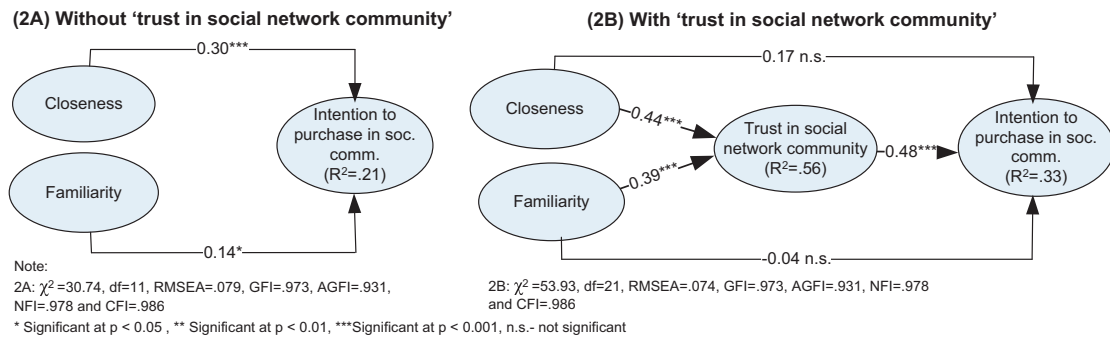 (2A) Without ‘trust in social network community’
(2B) With ‘trust in social network community’
0.30***
Closeness
Intention to
purchase in soc.
comm.
(R²=.21)
Familiarity
0.14*
0.17 n.s.
Closeness
0.44***
Trust in social
network community
(R²=.56)
0.48***
Intention to
purchase in soc.
comm.
(R²=.33)
0.39***
Familiarity
-0.04 n.s.
Note:
2A: χ² =30.74, df=11, RMSEA=.079, GFI=.973, AGFI=.931,
NFI=.978 and CFI=.986
2B: χ² =53.93, df=21, RMSEA=.074, GFI=.973, AGFI=.931, NFI=.978
and CFI=.986
* Significant at p < 0.05 , ** Significant at p < 0.01, ***Significant at p < 0.001, n.s.- not significant